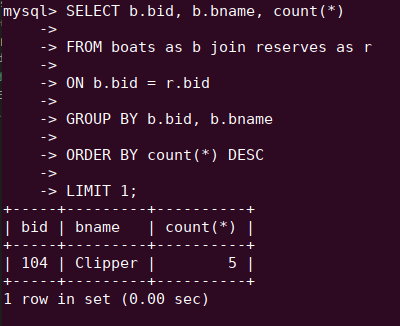 mysql> SELECT b.bid, b.bname, count(*)
    ->
    -> FROM boats as b join reserves as r
    ->
    -> ON b.bid = r.bid
    ->
    -> GROUP BY b.bid, b.bname
    ->
    -> ORDER BY count(*) DESC
    ->
    -> LIMIT 1;
+-----+---------+----------+
| bid | bname   | count(*) |
+-----+---------+----------+
| 104 | Clipper |        5 |
+-----+---------+----------+
1 row in set (0.00 sec)